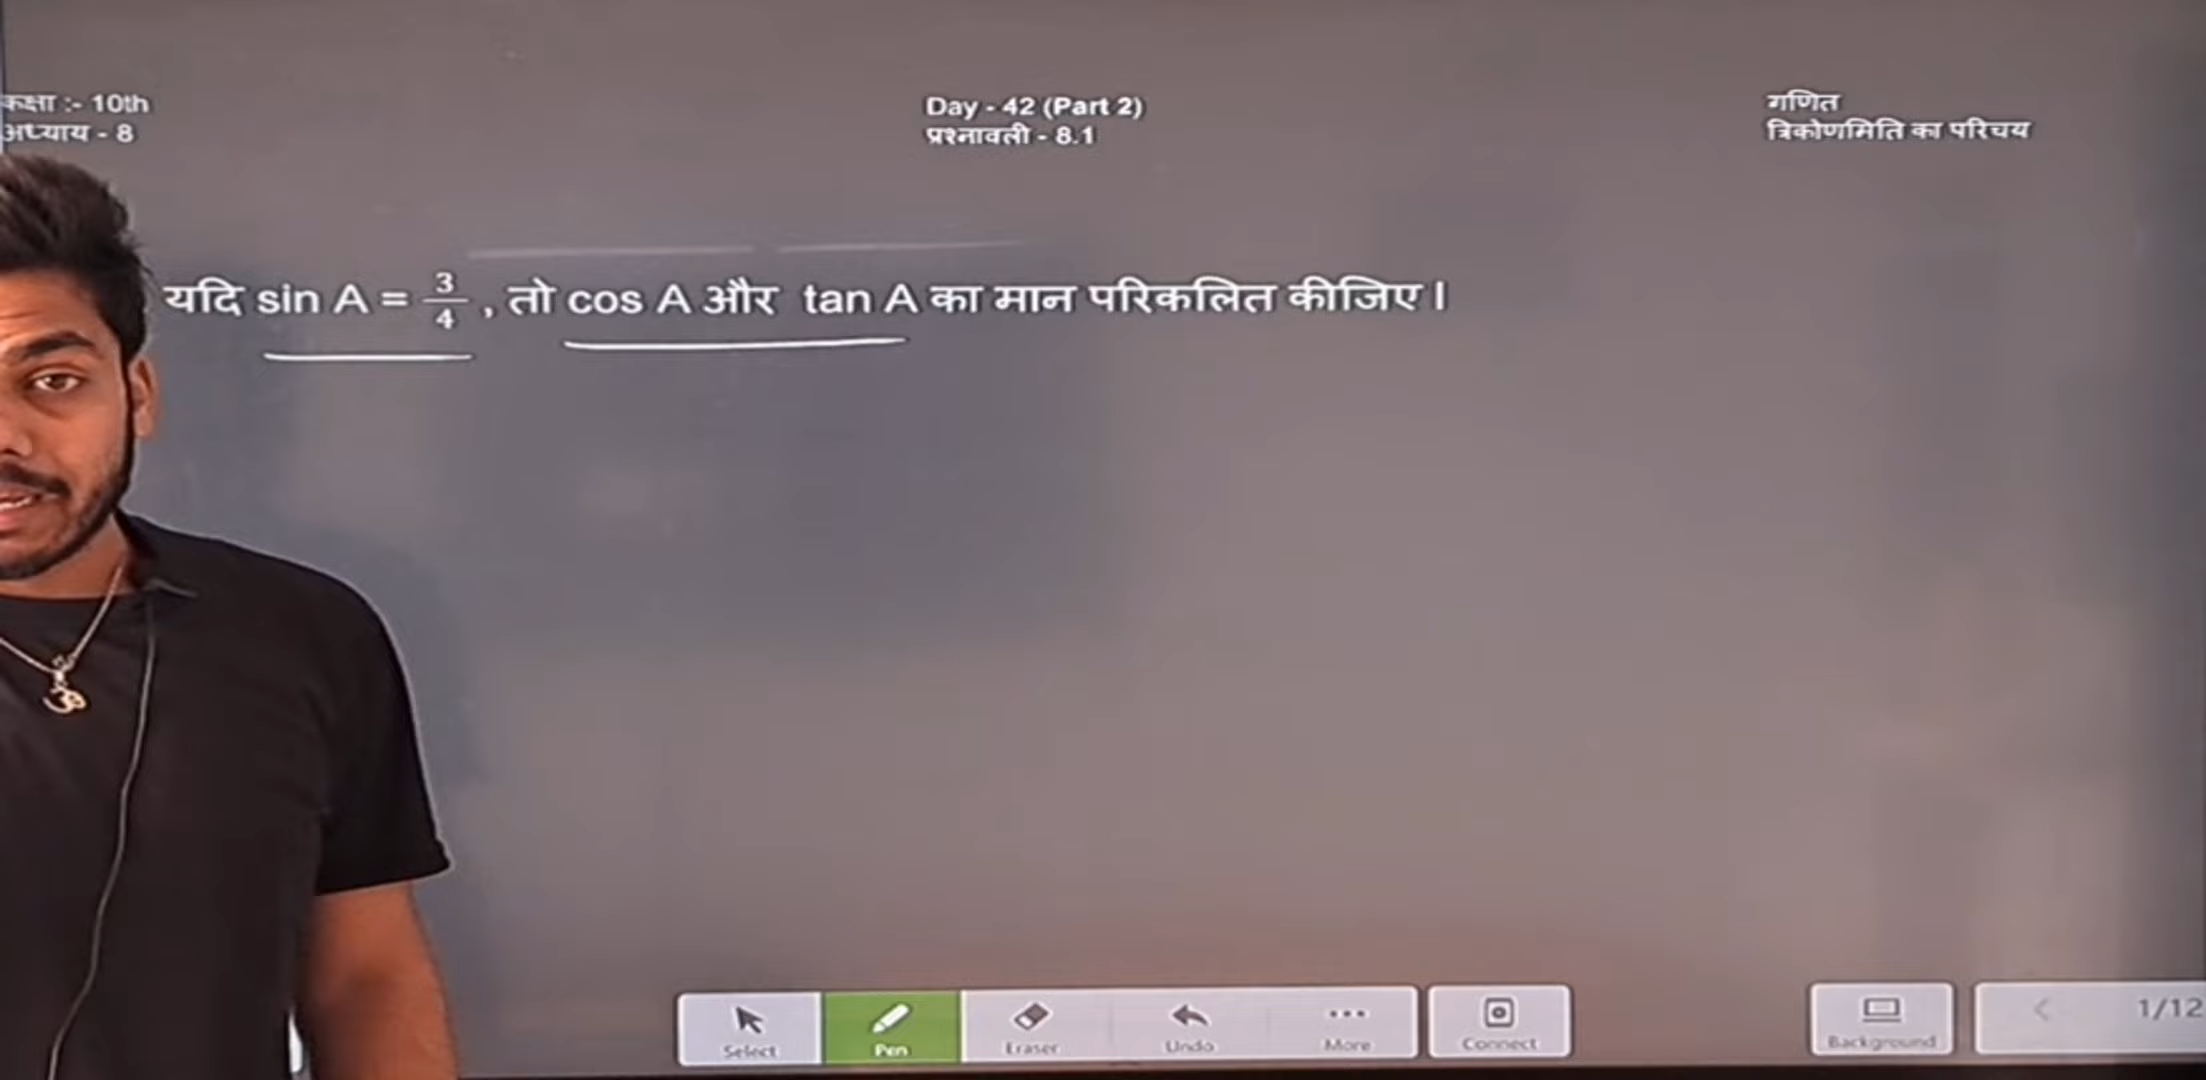 कक्षा :- 10th
अध्याय - 8
Day - 42 (Part 2)
प्रश्नावली - 8.1
गणित
त्रिकोणमिति का परिचय
यदि sin A = 3/4 , तो cos A और tan A का मान परिकलित कीजिए ।
Select
Pen
Eraser
Undo
More
Connect
Background
1/12